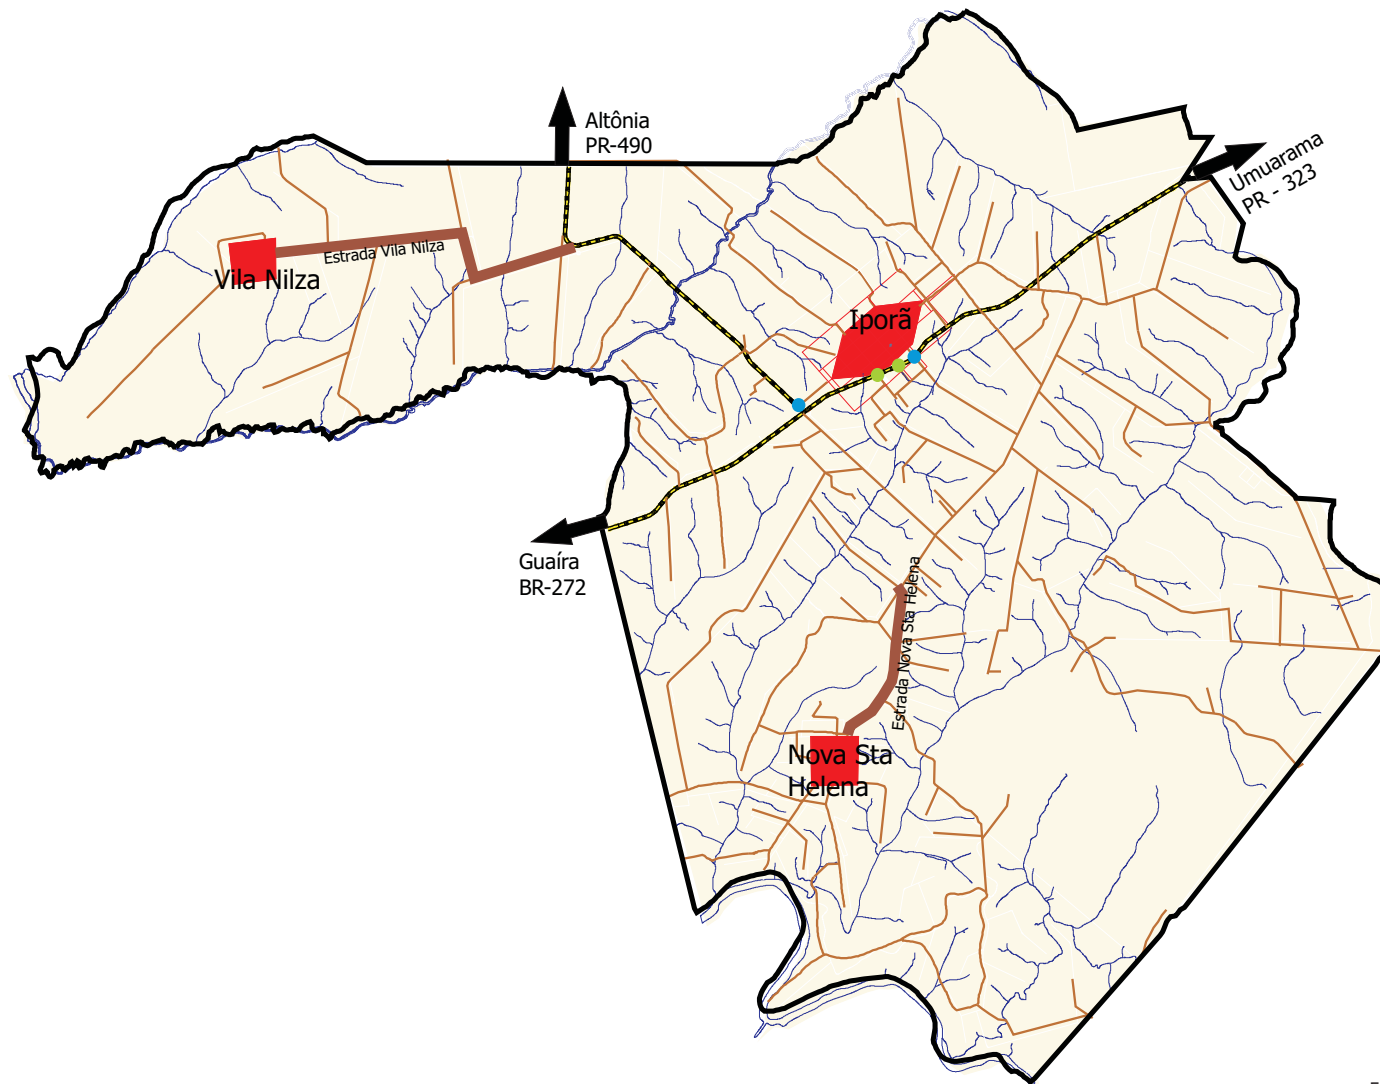 Altônia
PR-490
Umuarama
PR - 323
Estrada Vila Nilza
Vila Nilza
Iporã
Guaíra
BR-272
Estrada Nova Sta Helena
Nova Sta
Helena